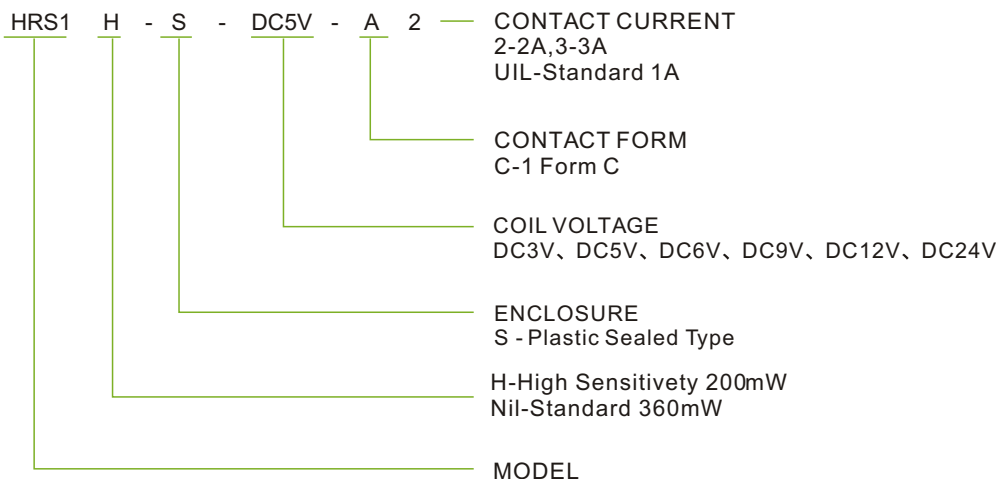 HRS1 H - S - DC5V - A 2
CONTACT CURRENT
2-2A,3-3A
UIL-Standard 1A
CONTACT FORM
C-1 Form C
COIL VOLTAGE
DC3V、DC5V、DC6V、DC9V、DC12V、DC24V
ENCLOSURE
S - Plastic Sealed Type
H-High Sensitivety 200mW
Nil-Standard 360mW
MODEL